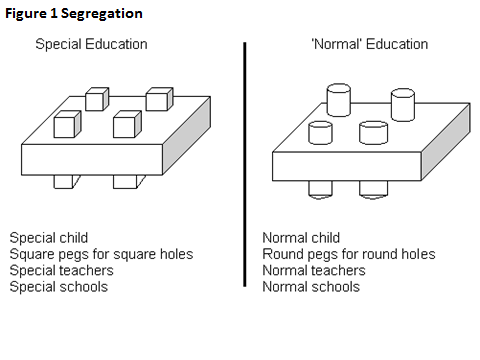 Figure 1 Segregation
Special Education
Special child
Square pegs for square holes
Special teachers
Special schools
'Normal' Education
Normal child
Round pegs for round holes
Normal teachers
Normal schools